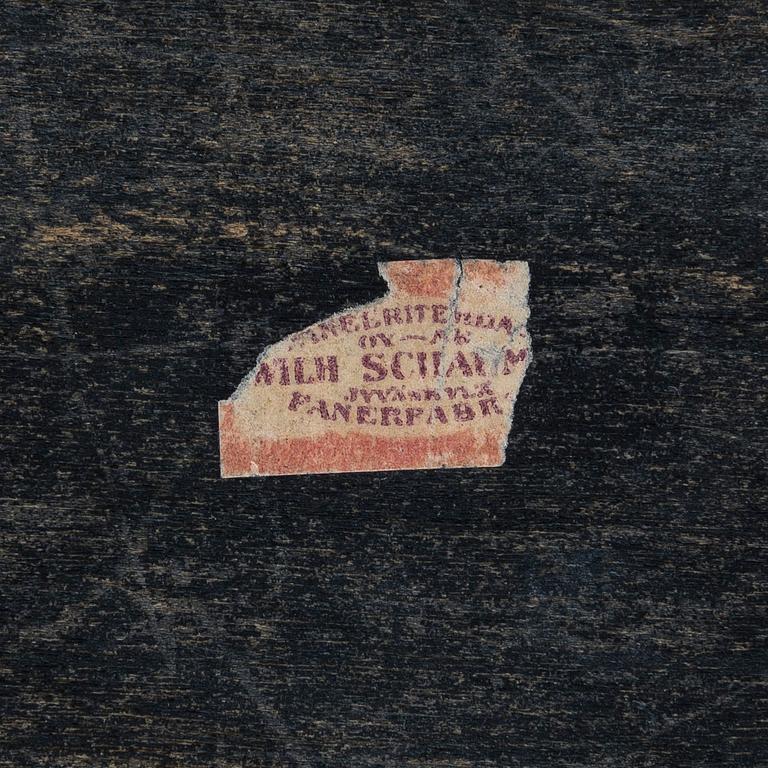 OY — AB
WILH SCHAUM
JYVÄSKYLÄ
FANERFABR